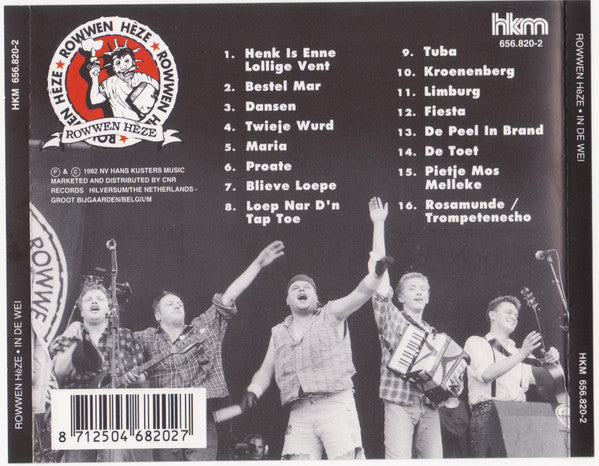 ROWWEN HÈZE • ROWWEN HÈZE • ROWWEN HÈZE
ROWWEN HÈZE
hkm
656.820-2
1. Henk Is Enne
Lollige Vent
2. Bestel Mar
3. Dansen
4. Twieje Wurd
5. Maria
6. Proate
7. Blieve Loepe
8. Loep Nar D'n
Tap Toe
9. Tuba
10. Kroenenberg
11. Limburg
12. Fiesta
13. De Peel In Brand
14. De Toet
15. Pietje Mos
Melleke
16. Rosamunde /
Trompetenecho
Ⓟ & © 1992 NV HANS KUSTERS MUSIC
MARKETED AND DISTRIBUTED BY CNR
RECORDS HILVERSUM/THE NETHERLANDS -
GROOT BIJGAARDEN/BELGIUM
ROWWE
8 712504 682027
HKM 656.820-2
ROWWEN HèZE • IN DE WEI
ROWWEN HèZE • IN DE WEI
HKM 656.820-2